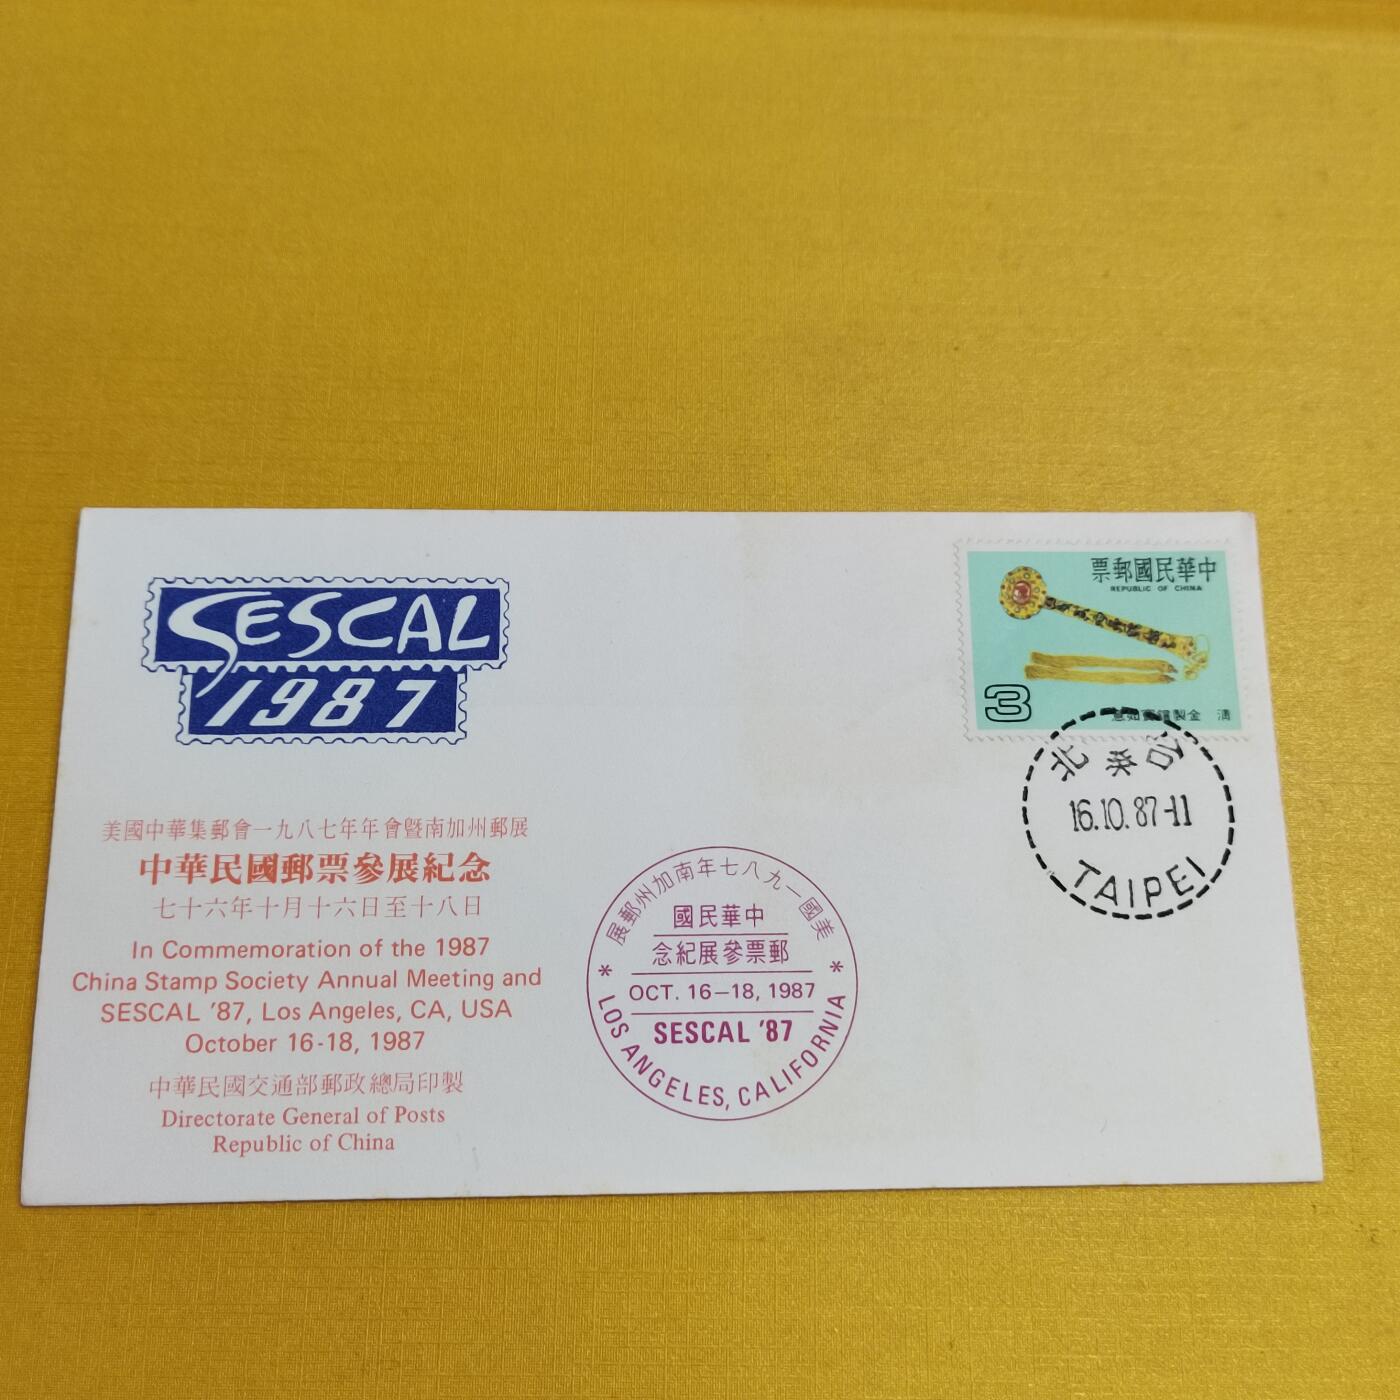 SESCAL
1987
美國中華集郵會一九八七年年會暨南加州郵展
中華民國郵票參展紀念
七十六年十月十六日至十八日
In Commemoration of the 1987
China Stamp Society Annual Meeting and
SESCAL '87, Los Angeles, CA, USA
October 16-18, 1987
中華民國交通部郵政總局印製
Directorate General of Posts
Republic of China
美國一九八七年南加州郵展
中華民國
郵票參展紀念
OCT. 16-18, 1987
SESCAL '87
* LOS ANGELES, CALIFORNIA *
中華民國郵票
REPUBLIC OF CHINA
3
清 金製鑲寶如意
台北
16.10.87-11
TAIPEI